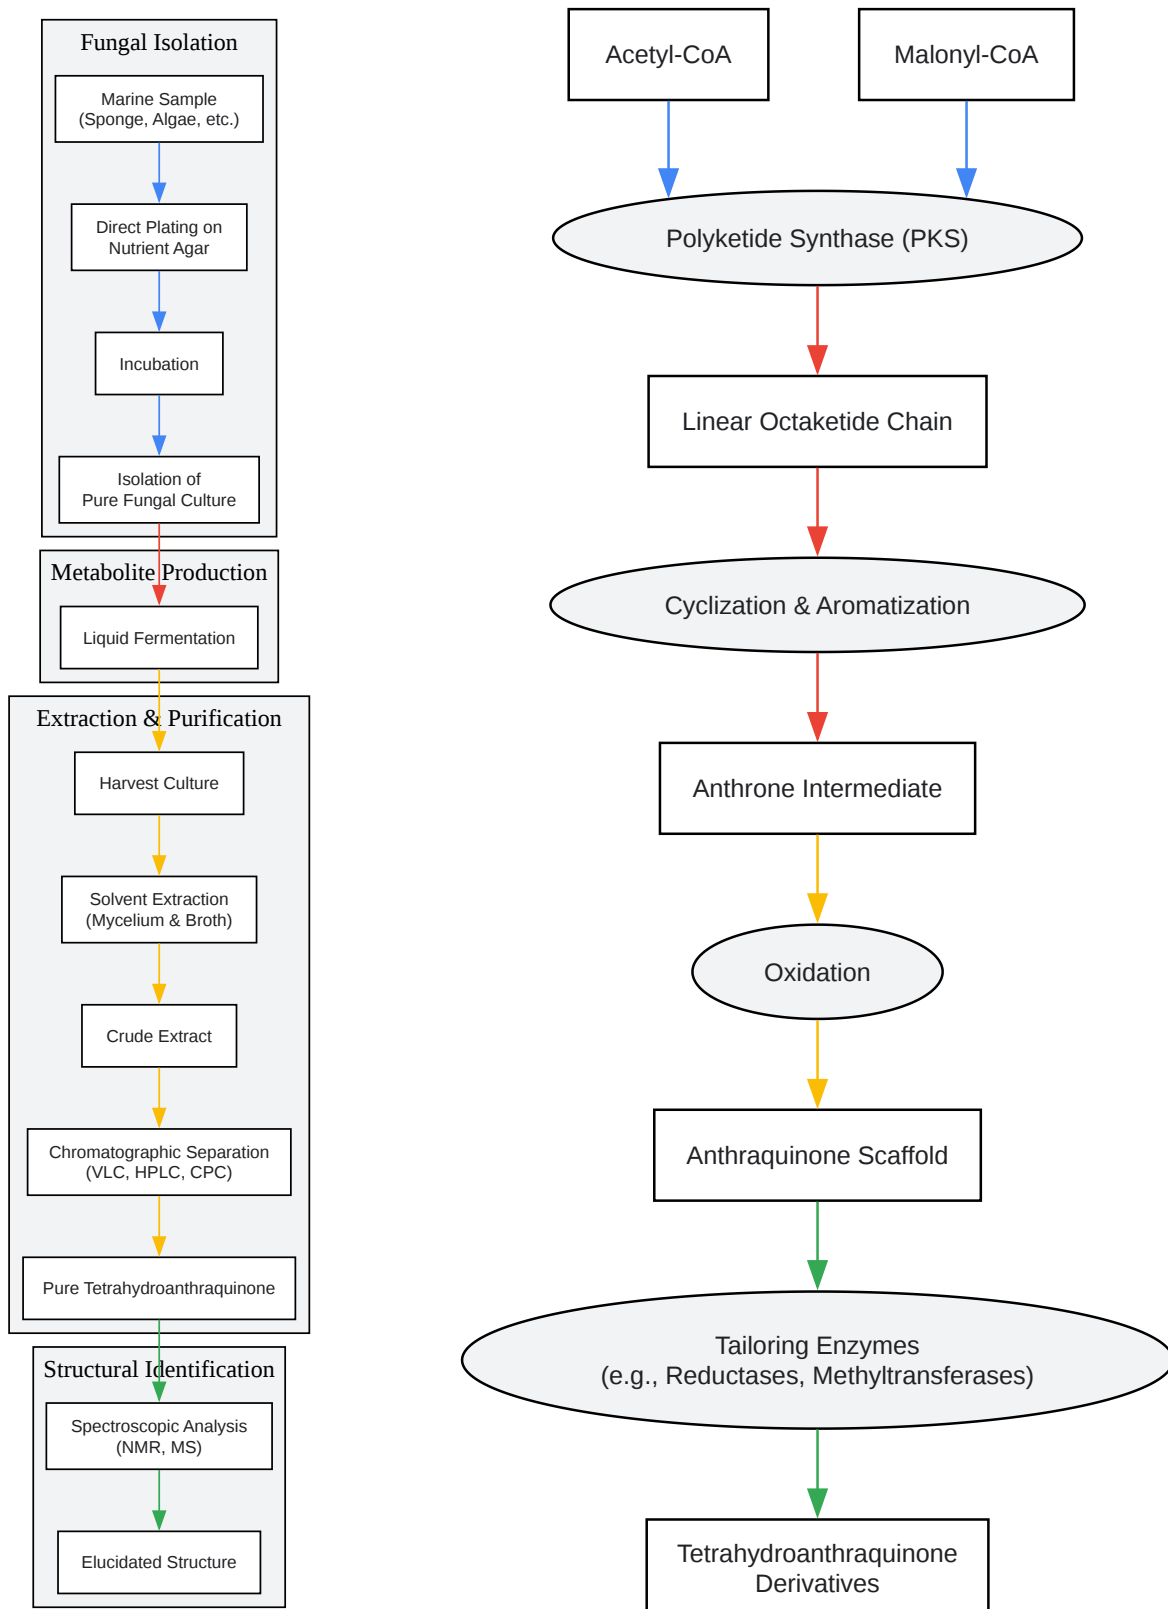 Fungal Isolation
Marine Sample
(Sponge, Algae, etc.)
Direct Plating on
Nutrient Agar
Incubation
Isolation of
Pure Fungal Culture
Metabolite Production
Liquid Fermentation
Extraction & Purification
Harvest Culture
Solvent Extraction
(Mycelium & Broth)
Crude Extract
Chromatographic Separation
(VLC, HPLC, CPC)
Pure Tetrahydroanthraquinone
Structural Identification
Spectroscopic Analysis
(NMR, MS)
Elucidated Structure
Acetyl-CoA
Malonyl-CoA
Polyketide Synthase (PKS)
Linear Octaketide Chain
Cyclization & Aromatization
Anthrone Intermediate
Oxidation
Anthraquinone Scaffold
Tailoring Enzymes
(e.g., Reductases, Methyltransferases)
Tetrahydroanthraquinone
Derivatives